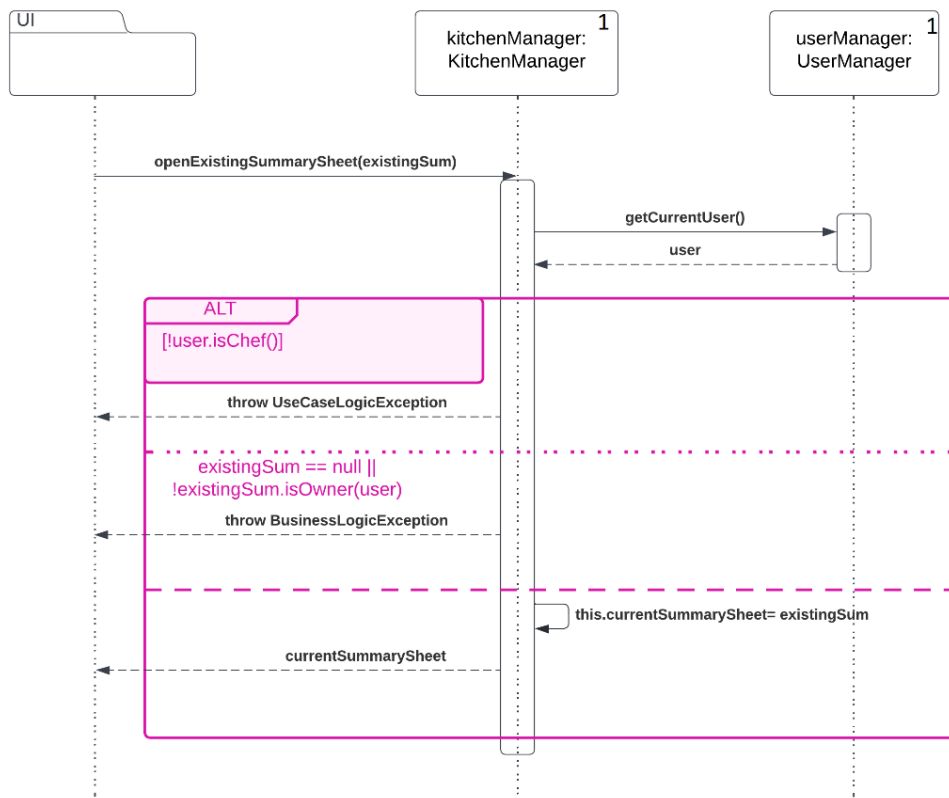 UI
kitchenManager:
KitchenManager
1
userManager:
UserManager
1
openExistingSummarySheet(existingSum)
getCurrentUser()
user
ALT
[!user.isChef()]
throw UseCaseLogicException
existingSum == null ||
!existingSum.isOwner(user)
throw BusinessLogicException
this.currentSummarySheet= existingSum
currentSummarySheet